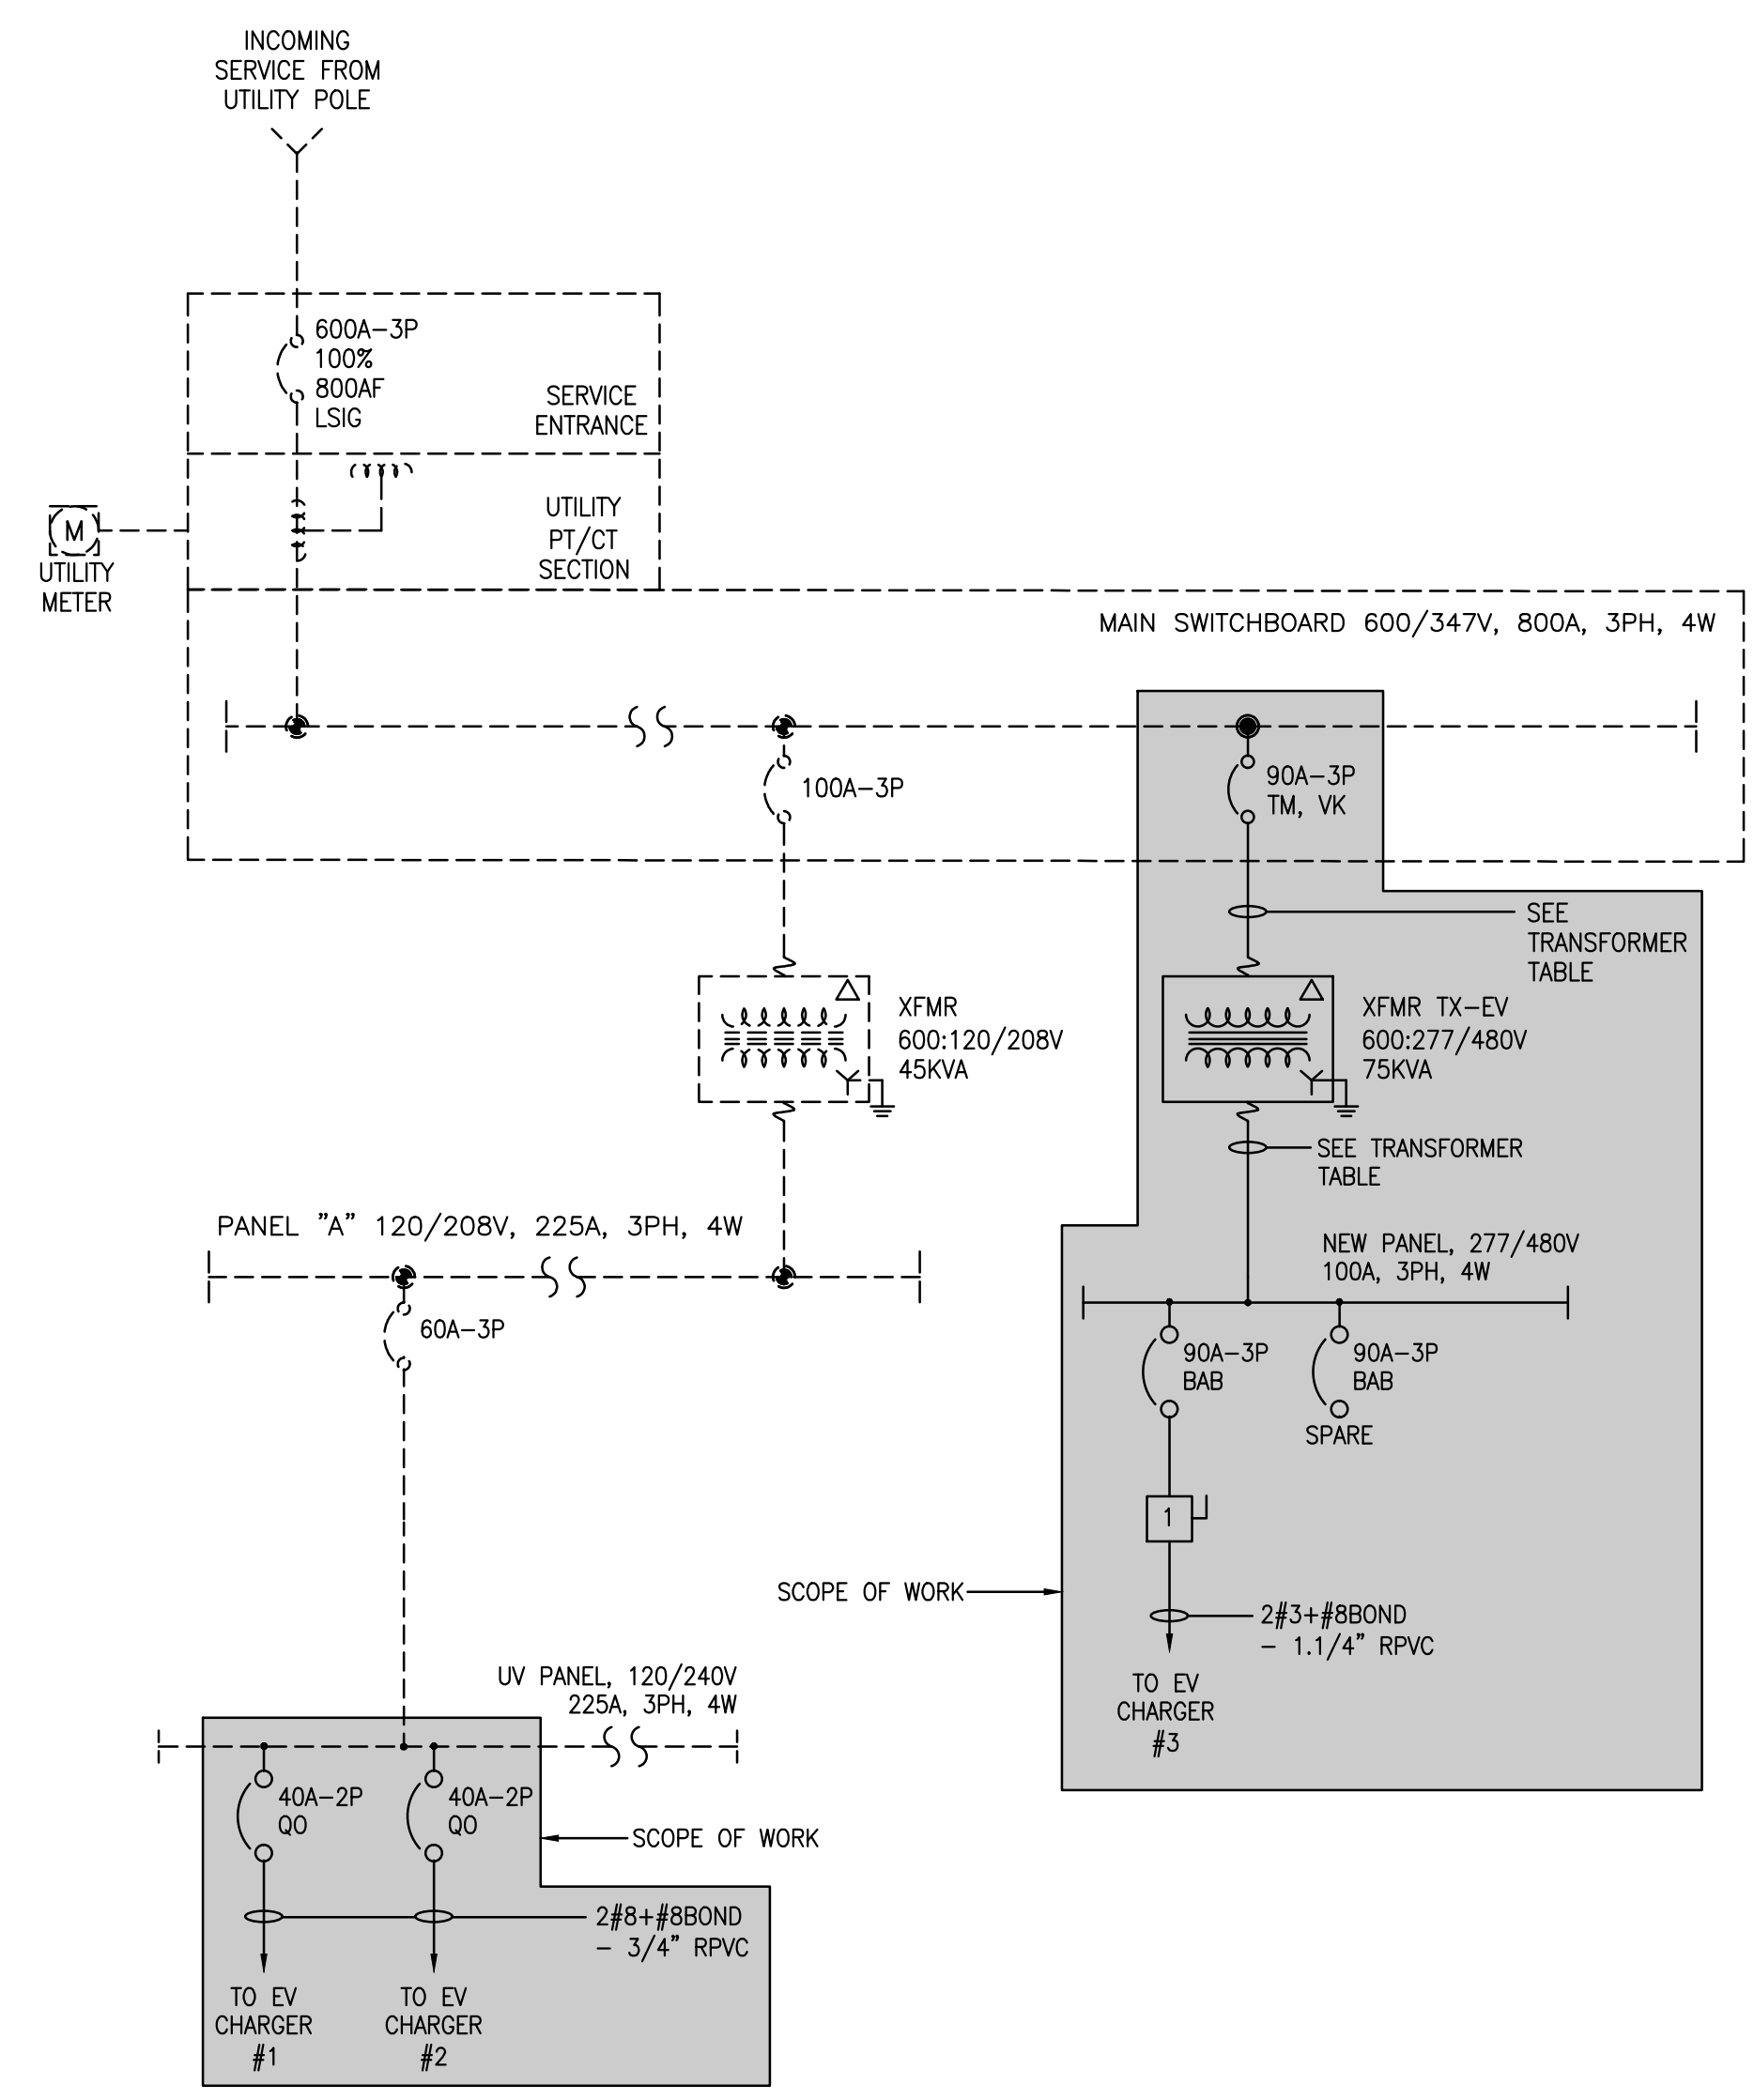 INCOMING
SERVICE FROM
UTILITY POLE
600A-3P
100%
800AF
LSIG
SERVICE
ENTRANCE
UTILITY
PT/CT
SECTION
M
UTILITY
METER
MAIN SWITCHBOARD 600/347V, 800A, 3PH, 4W
100A-3P
90A-3P
TM, VK
SEE
TRANSFORMER
TABLE
XFMR
600:120/208V
45KVA
XFMR TX-EV
600:277/480V
75KVA
SEE TRANSFORMER
TABLE
PANEL "A" 120/208V, 225A, 3PH, 4W
60A-3P
NEW PANEL, 277/480V
100A, 3PH, 4W
90A-3P
BAB
90A-3P
BAB
SPARE
1
SCOPE OF WORK
2#3+#8BOND
- 1.1/4" RPVC
TO EV
CHARGER
#3
UV PANEL, 120/240V
225A, 3PH, 4W
40A-2P
QO
40A-2P
QO
SCOPE OF WORK
2#8+#8BOND
- 3/4" RPVC
TO EV
CHARGER
#1
TO EV
CHARGER
#2